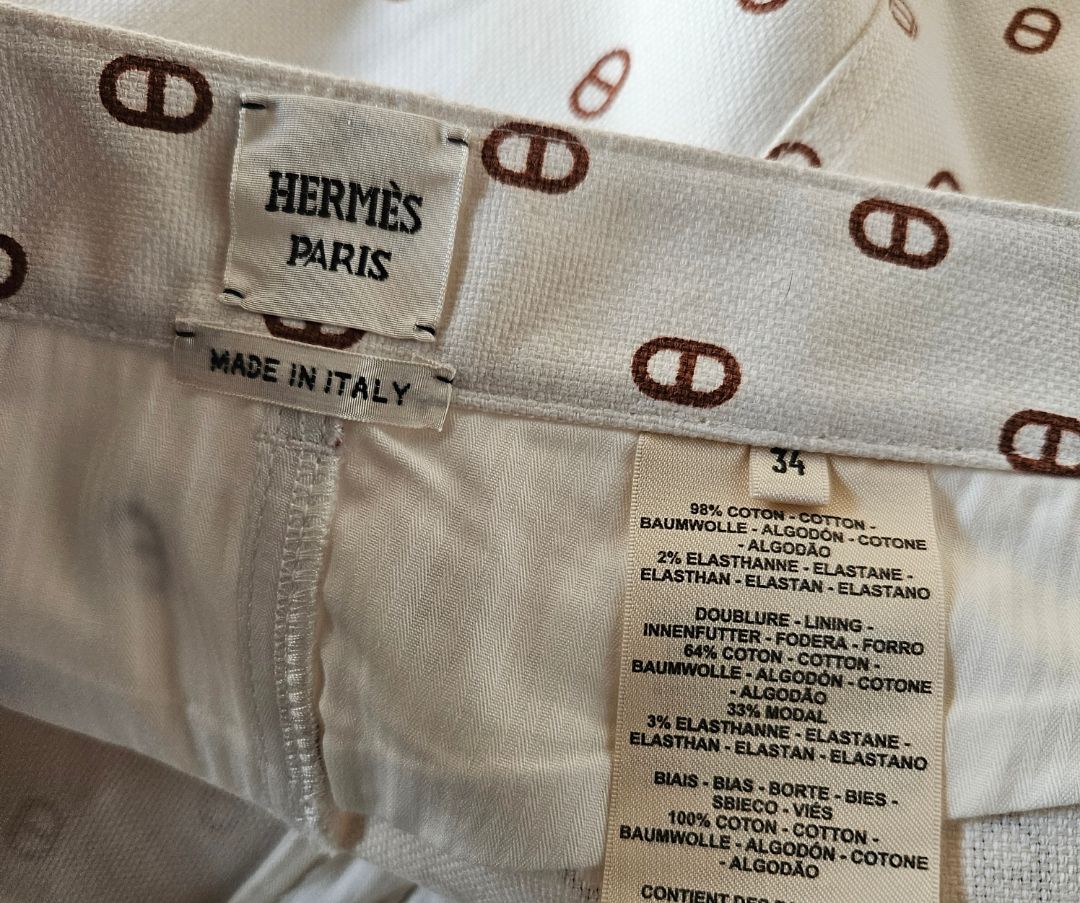 HERMÈS
PARIS
MADE IN ITALY
34
98% COTON - COTTON -
BAUMWOLLE - ALGODÓN - COTONE
- ALGODÃO
2% ELASTHANNE - ELASTANE -
ELASTHAN - ELASTAN - ELASTANO
DOUBLURE - LINING -
INNENFUTTER - FODERA - FORRO
64% COTON - COTTON -
BAUMWOLLE - ALGODÓN - COTONE
- ALGODÃO
33% MODAL
3% ELASTHANNE - ELASTANE -
ELASTHAN - ELASTAN - ELASTANO
BIAIS - BIAS - BORTE - BIES -
SBIECO - VIÉS
100% COTON - COTTON -
BAUMWOLLE - ALGODÓN - COTONE
- ALGODÃO
CONTIENT DES